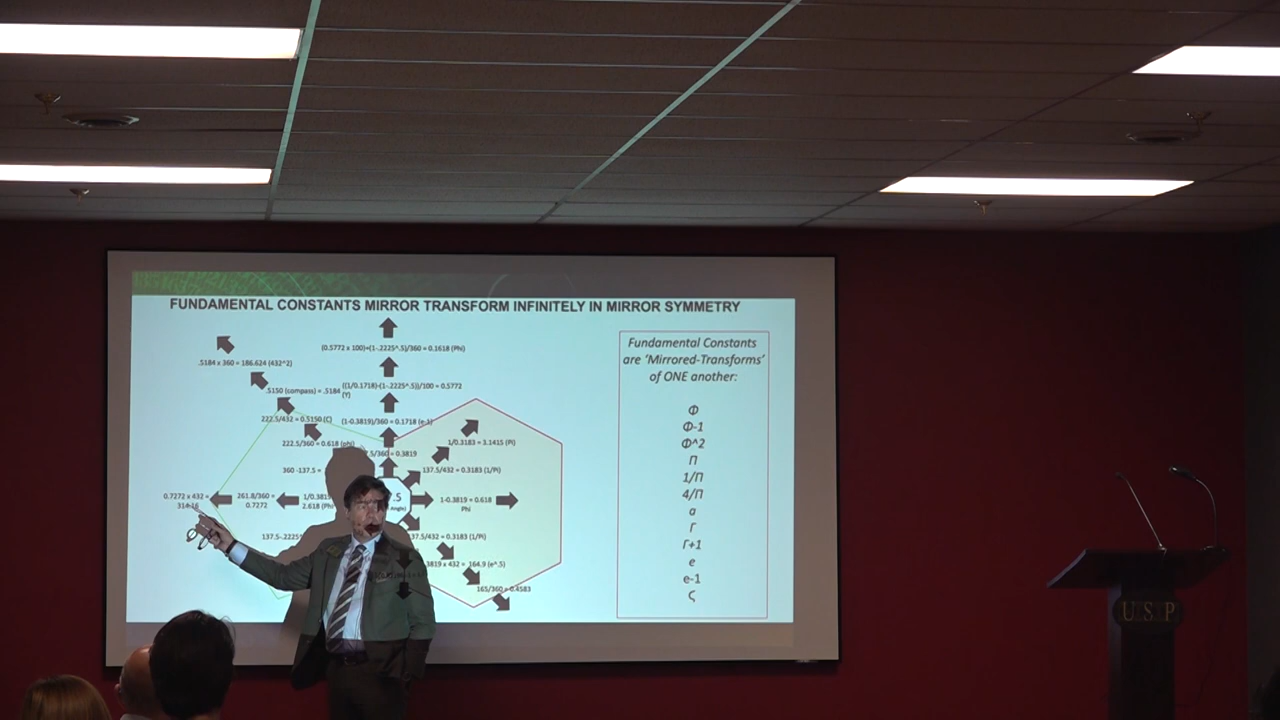 FUNDAMENTAL CONSTANTS MIRROR TRANSFORM INFINITELY IN MIRROR SYMMETRY
(0.5772 x 100)+(1-.2225^.5)/360 = 0.1618 (Phi)
.5184 x 360 = 186.624 (432^2)
((1/0.1718)-(1-.2225^.5))/100 = 0.5772
.5150 (compass) = .5184
(Y)
222.5/432 = 0.5150 (C)
(1-0.3819)/360 = 0.1718 (e-1)
222.5/360 = 0.618 (phi)
1/0.3183 = 3.1415 (Pi)
.5/360 = 0.3819
360 -137.5 =
137.5/432 = 0.3183 (1/Pi)
0.7272 x 432 =
314.16
261.8/360 =
0.7272
1/0.3819
2.618 (Phi
.5
Angle)
1-0.3819 = 0.618
Phi
137.5-.2225
37.5/432 = 0.3183 (1/Pi)
3819 x 432 = 164.9 (e^.5)
165/360 = 0.4583
Fundamental Constants
are ‘Mirrored-Transforms’
of ONE another:
Φ
Φ-1
Φ^2
Π
1/Π
4/Π
α
Γ
Γ+1
e
e-1
ς
USP